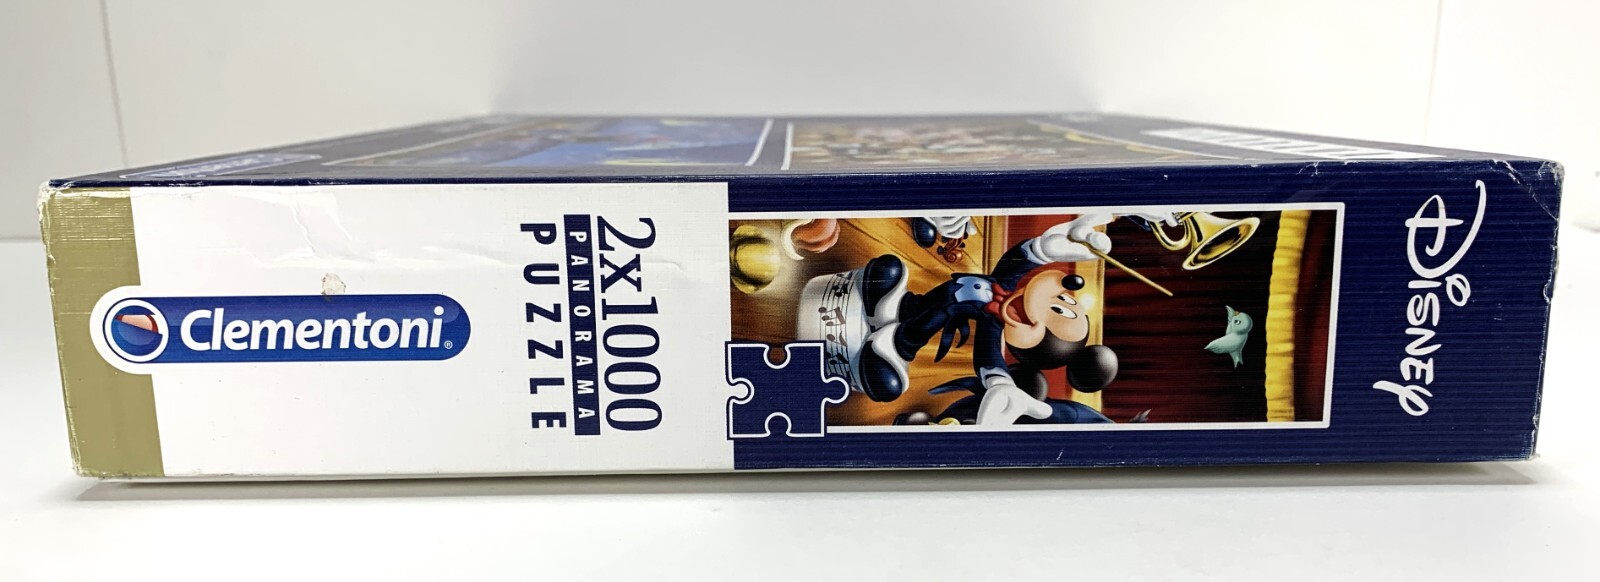 Clementoni®
2x1000
PANORAMA
PUZZLE
DISNEY